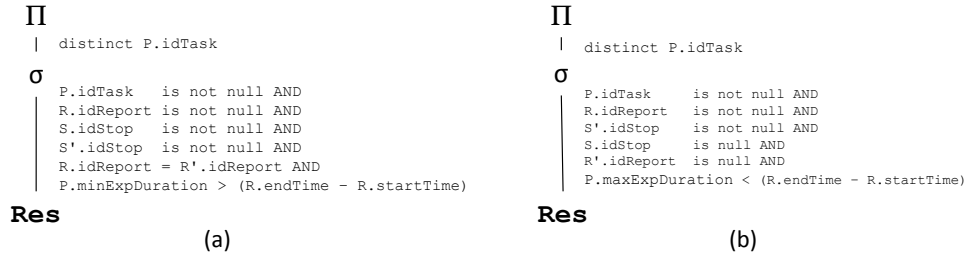 Π
distinct P.idTask
σ
P.idTask is not null AND
R.idReport is not null AND
S.idStop is not null AND
S'.idStop is not null AND
R.idReport = R'.idReport AND
P.minExpDuration > (R.endTime – R.startTime)
Res
(a)
Π
distinct P.idTask
σ
P.idTask is not null AND
R.idReport is not null AND
S'.idStop is not null AND
S.idStop is null AND
R'.idReport is null AND
P.maxExpDuration < (R.endTime – R.startTime)
Res
(b)